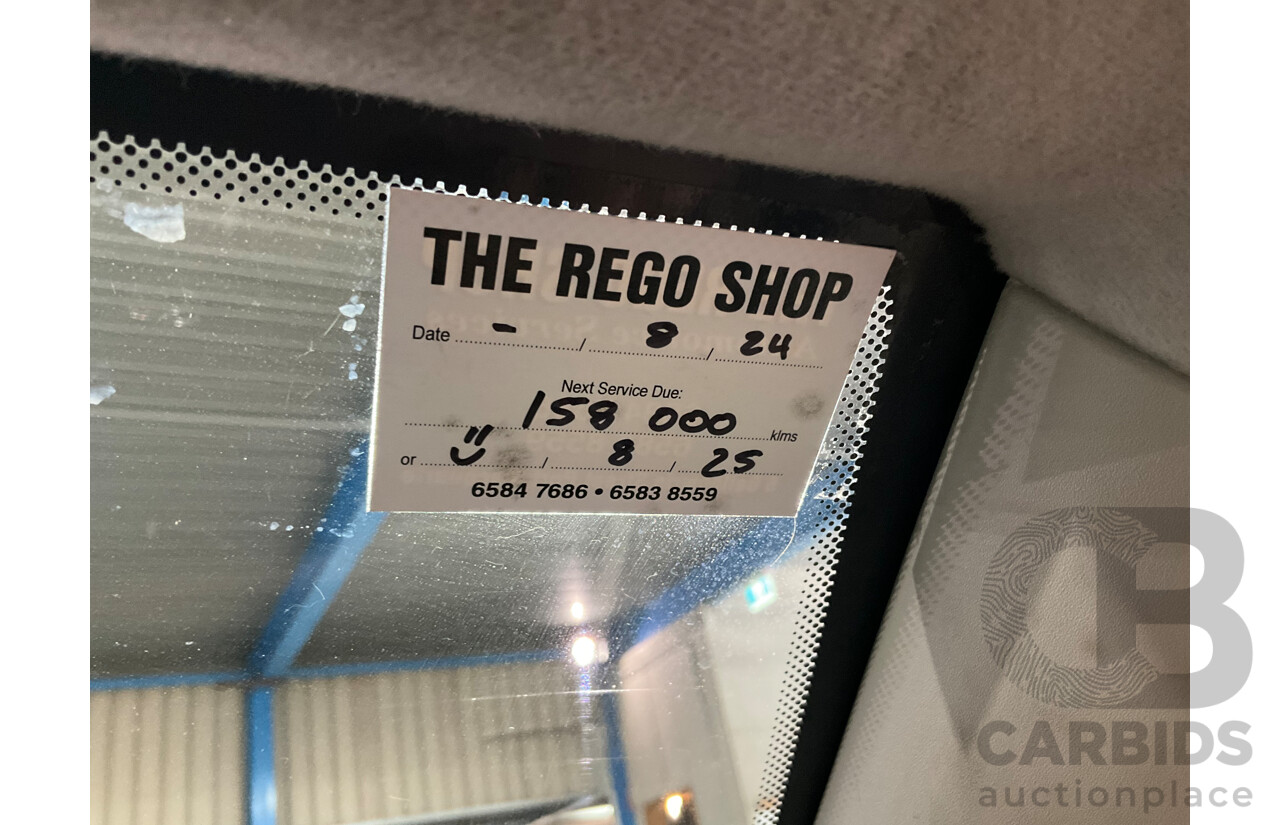 THE REGO SHOP
Date - / 8 / 24
Next Service Due:
158 000 klms
or / 8 / 25
6584 7686 • 6583 8559
CB
CARBIDS
auctionplace